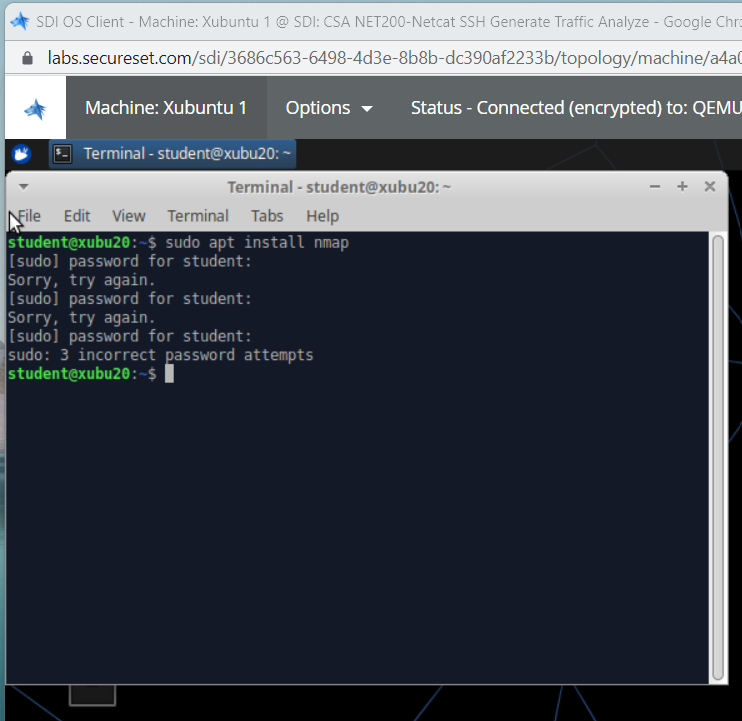 SDI OS Client - Machine: Xubuntu 1 @ SDI: CSA NET200-Netcat SSH Generate Traffic Analyze - Google Chro
labs.secureset.com/sdi/3686c563-6498-4d3e-8b8b-dc390af2233b/topology/machine/a4a0
Machine: Xubuntu 1 Options Status - Connected (encrypted) to: QEMU
Terminal - student@xubu20: ~
Terminal - student@xubu20: ~
File Edit View Terminal Tabs Help
student@xubu20:~$ sudo apt install nmap
[sudo] password for student:
Sorry, try again.
[sudo] password for student:
Sorry, try again.
[sudo] password for student:
sudo: 3 incorrect password attempts
student@xubu20:~$